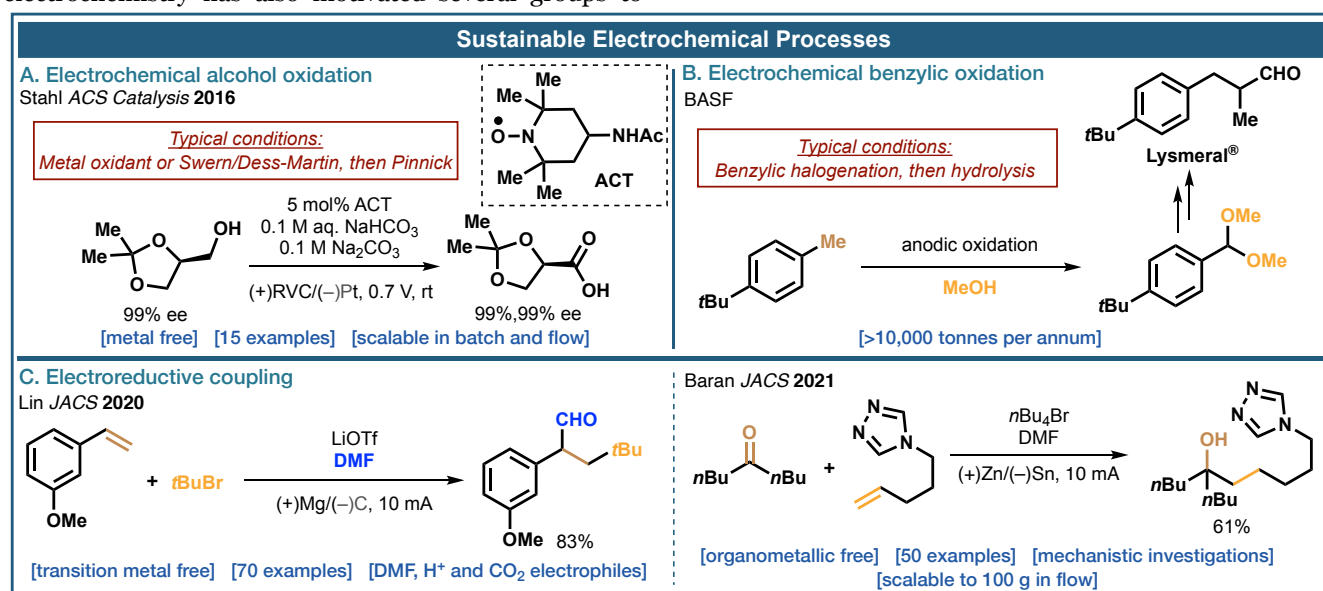 electrochemistry has also motivated several groups to
Sustainable Electrochemical Processes
A. Electrochemical alcohol oxidation
Stahl ACS Catalysis 2016
Typical conditions:
Metal oxidant or Swern/Dess-Martin, then Pinnick
Me
Me
O
N
NHAc
Me
Me
ACT
Me
Me
O
O
OH
99% ee
5 mol% ACT
0.1 M aq. NaHCO3
0.1 M Na2CO3
(+)RVC/(–)Pt, 0.7 V, rt
Me
Me
O
O
O
OH
99%,99% ee
[metal free] [15 examples] [scalable in batch and flow]
B. Electrochemical benzylic oxidation
BASF
Typical conditions:
Benzylic halogenation, then hydrolysis
CHO
Me
tBu
Lysmeral®
Me
tBu
anodic oxidation
MeOH
OMe
OMe
tBu
[>10,000 tonnes per annum]
C. Electroreductive coupling
Lin JACS 2020
OMe
+ tBuBr
LiOTf
DMF
(+)Mg/(–)C, 10 mA
CHO
tBu
OMe 83%
[transition metal free] [70 examples] [DMF, H+ and CO2 electrophiles]
Baran JACS 2021
O
nBu
nBu
+
N
N
N
nBu4Br
DMF
(+)Zn/(–)Sn, 10 mA
N
N
N
OH
nBu
nBu
61%
[organometallic free] [50 examples] [mechanistic investigations]
[scalable to 100 g in flow]